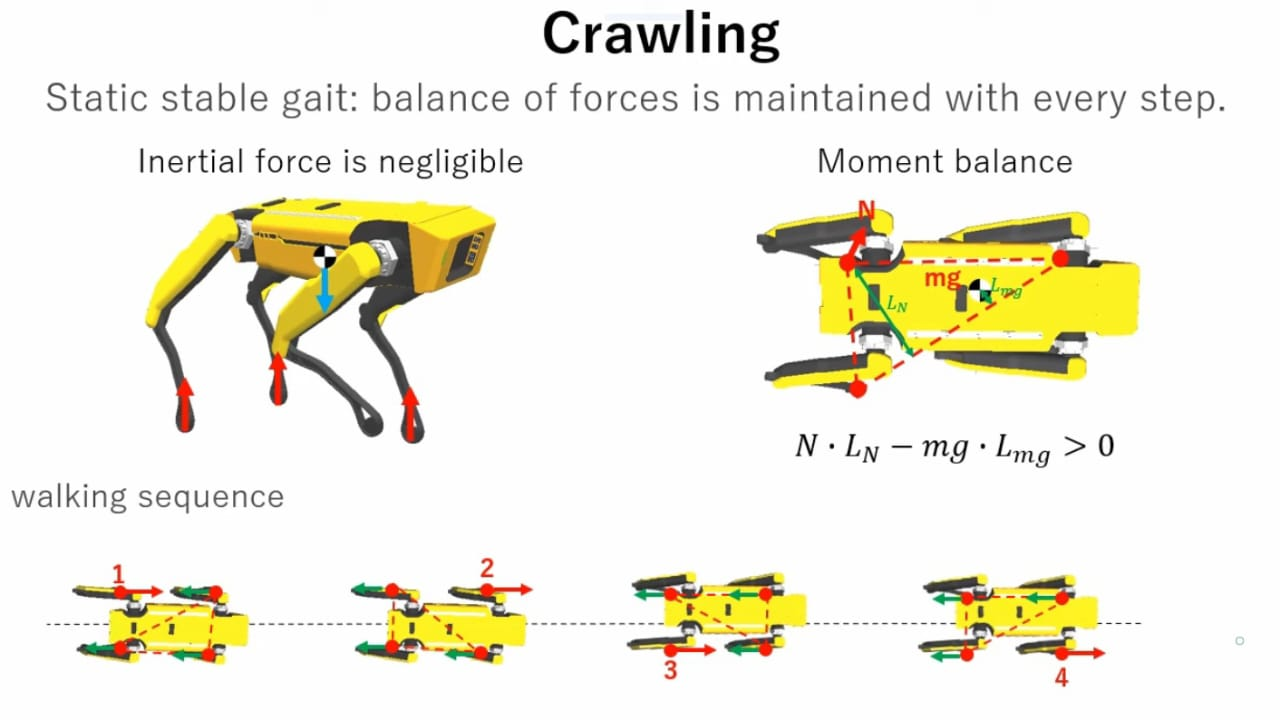 Crawling
Static stable gait: balance of forces is maintained with every step.
Inertial force is negligible
Moment balance
N
mg
L_mg
L_N
N · L_N − mg · L_mg > 0
walking sequence
1
2
3
4